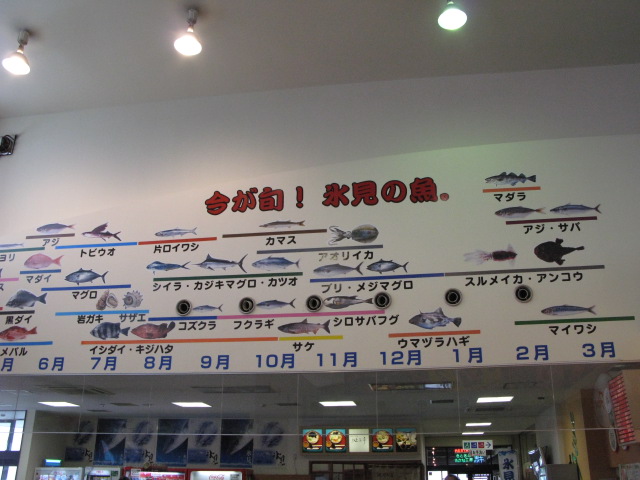 今が旬！ 氷見の魚。
マダラ
アジ
トビウオ
片口イワシ
カマス
アオリイカ
アジ・サバ
ヨリ
マダイ
マグロ
シイラ・カジキマグロ・カツオ
ブリ・メジマグロ
スルメイカ・アンコウ
黒ダイ
岩ガキ サザエ
コズクラ
フクラギ
シロサバフグ
マイワシ
メバル
イシダイ・キジハタ
サケ
ウマヅラハギ
月 6月 7月 8月 9月 10月 11月 12月 1月 2月 3月